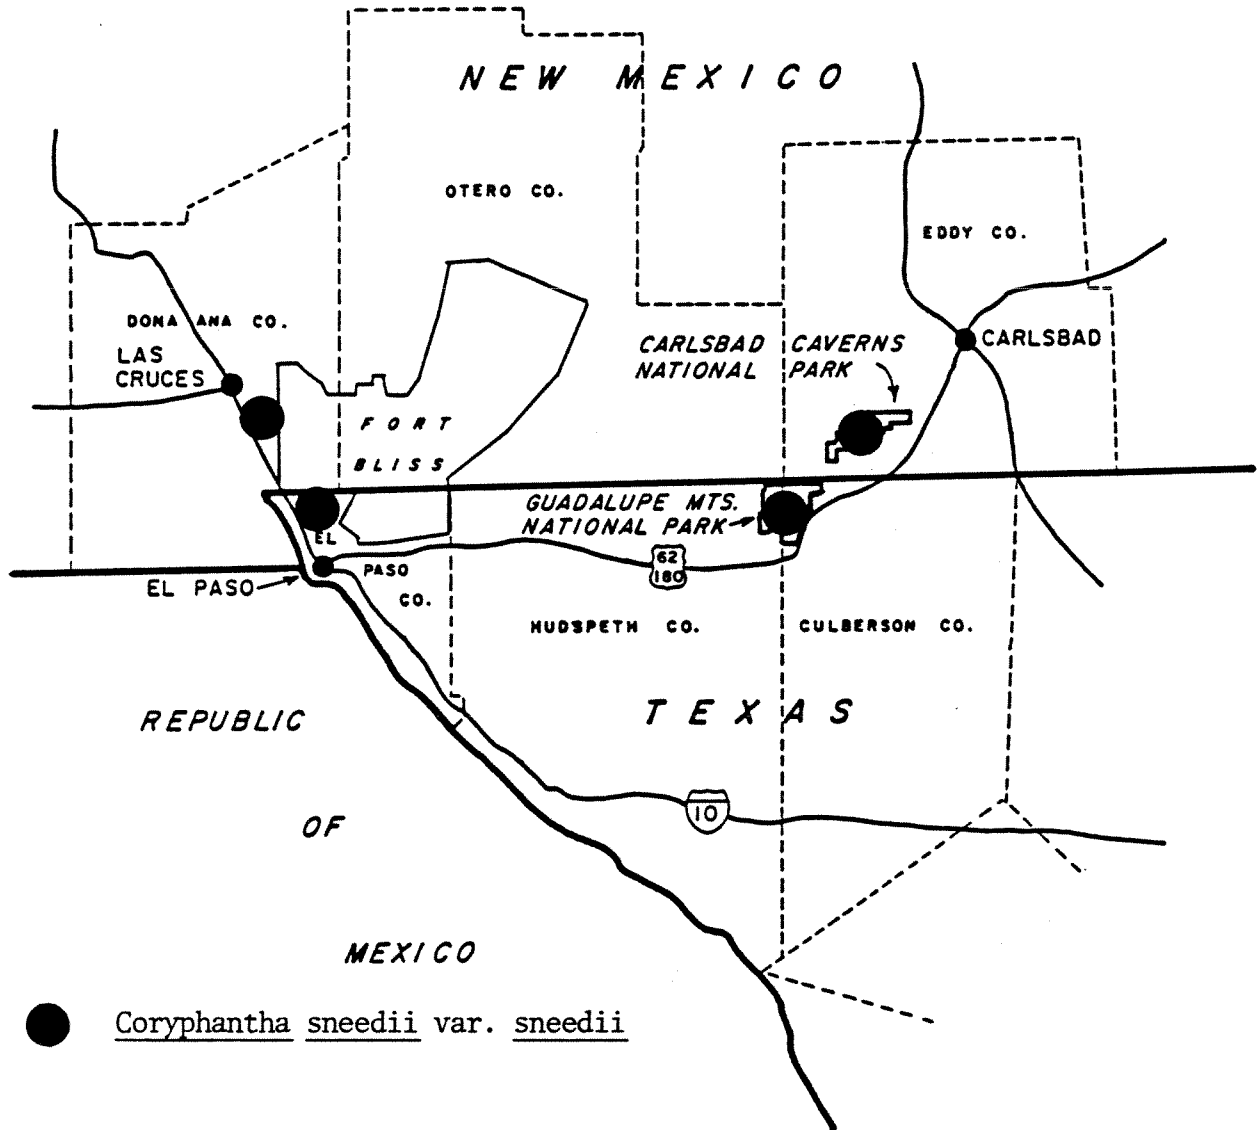 NEW MEXICO
OTERO CO.
EDDY CO.
DONA ANA CO.
LAS
CRUCES
CARLSBAD CAVERNS
NATIONAL PARK
CARLSBAD
FORT
BLISS
GUADALUPE MTS.
NATIONAL PARK
EL
PASO
CO.
EL PASO
62
180
HUDSPETH CO.
CULBERSON CO.
REPUBLIC
OF
MEXICO
TEXAS
10
Coryphantha sneedii var. sneedii